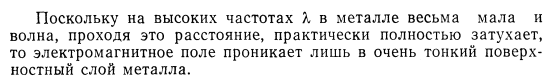 Поскольку на высоких частотах λ в металле весьма мала и
волна, проходя это расстояние, практически полностью затухает,
то электромагнитное поле проникает лишь в очень тонкий поверх-
ностный слой металла.